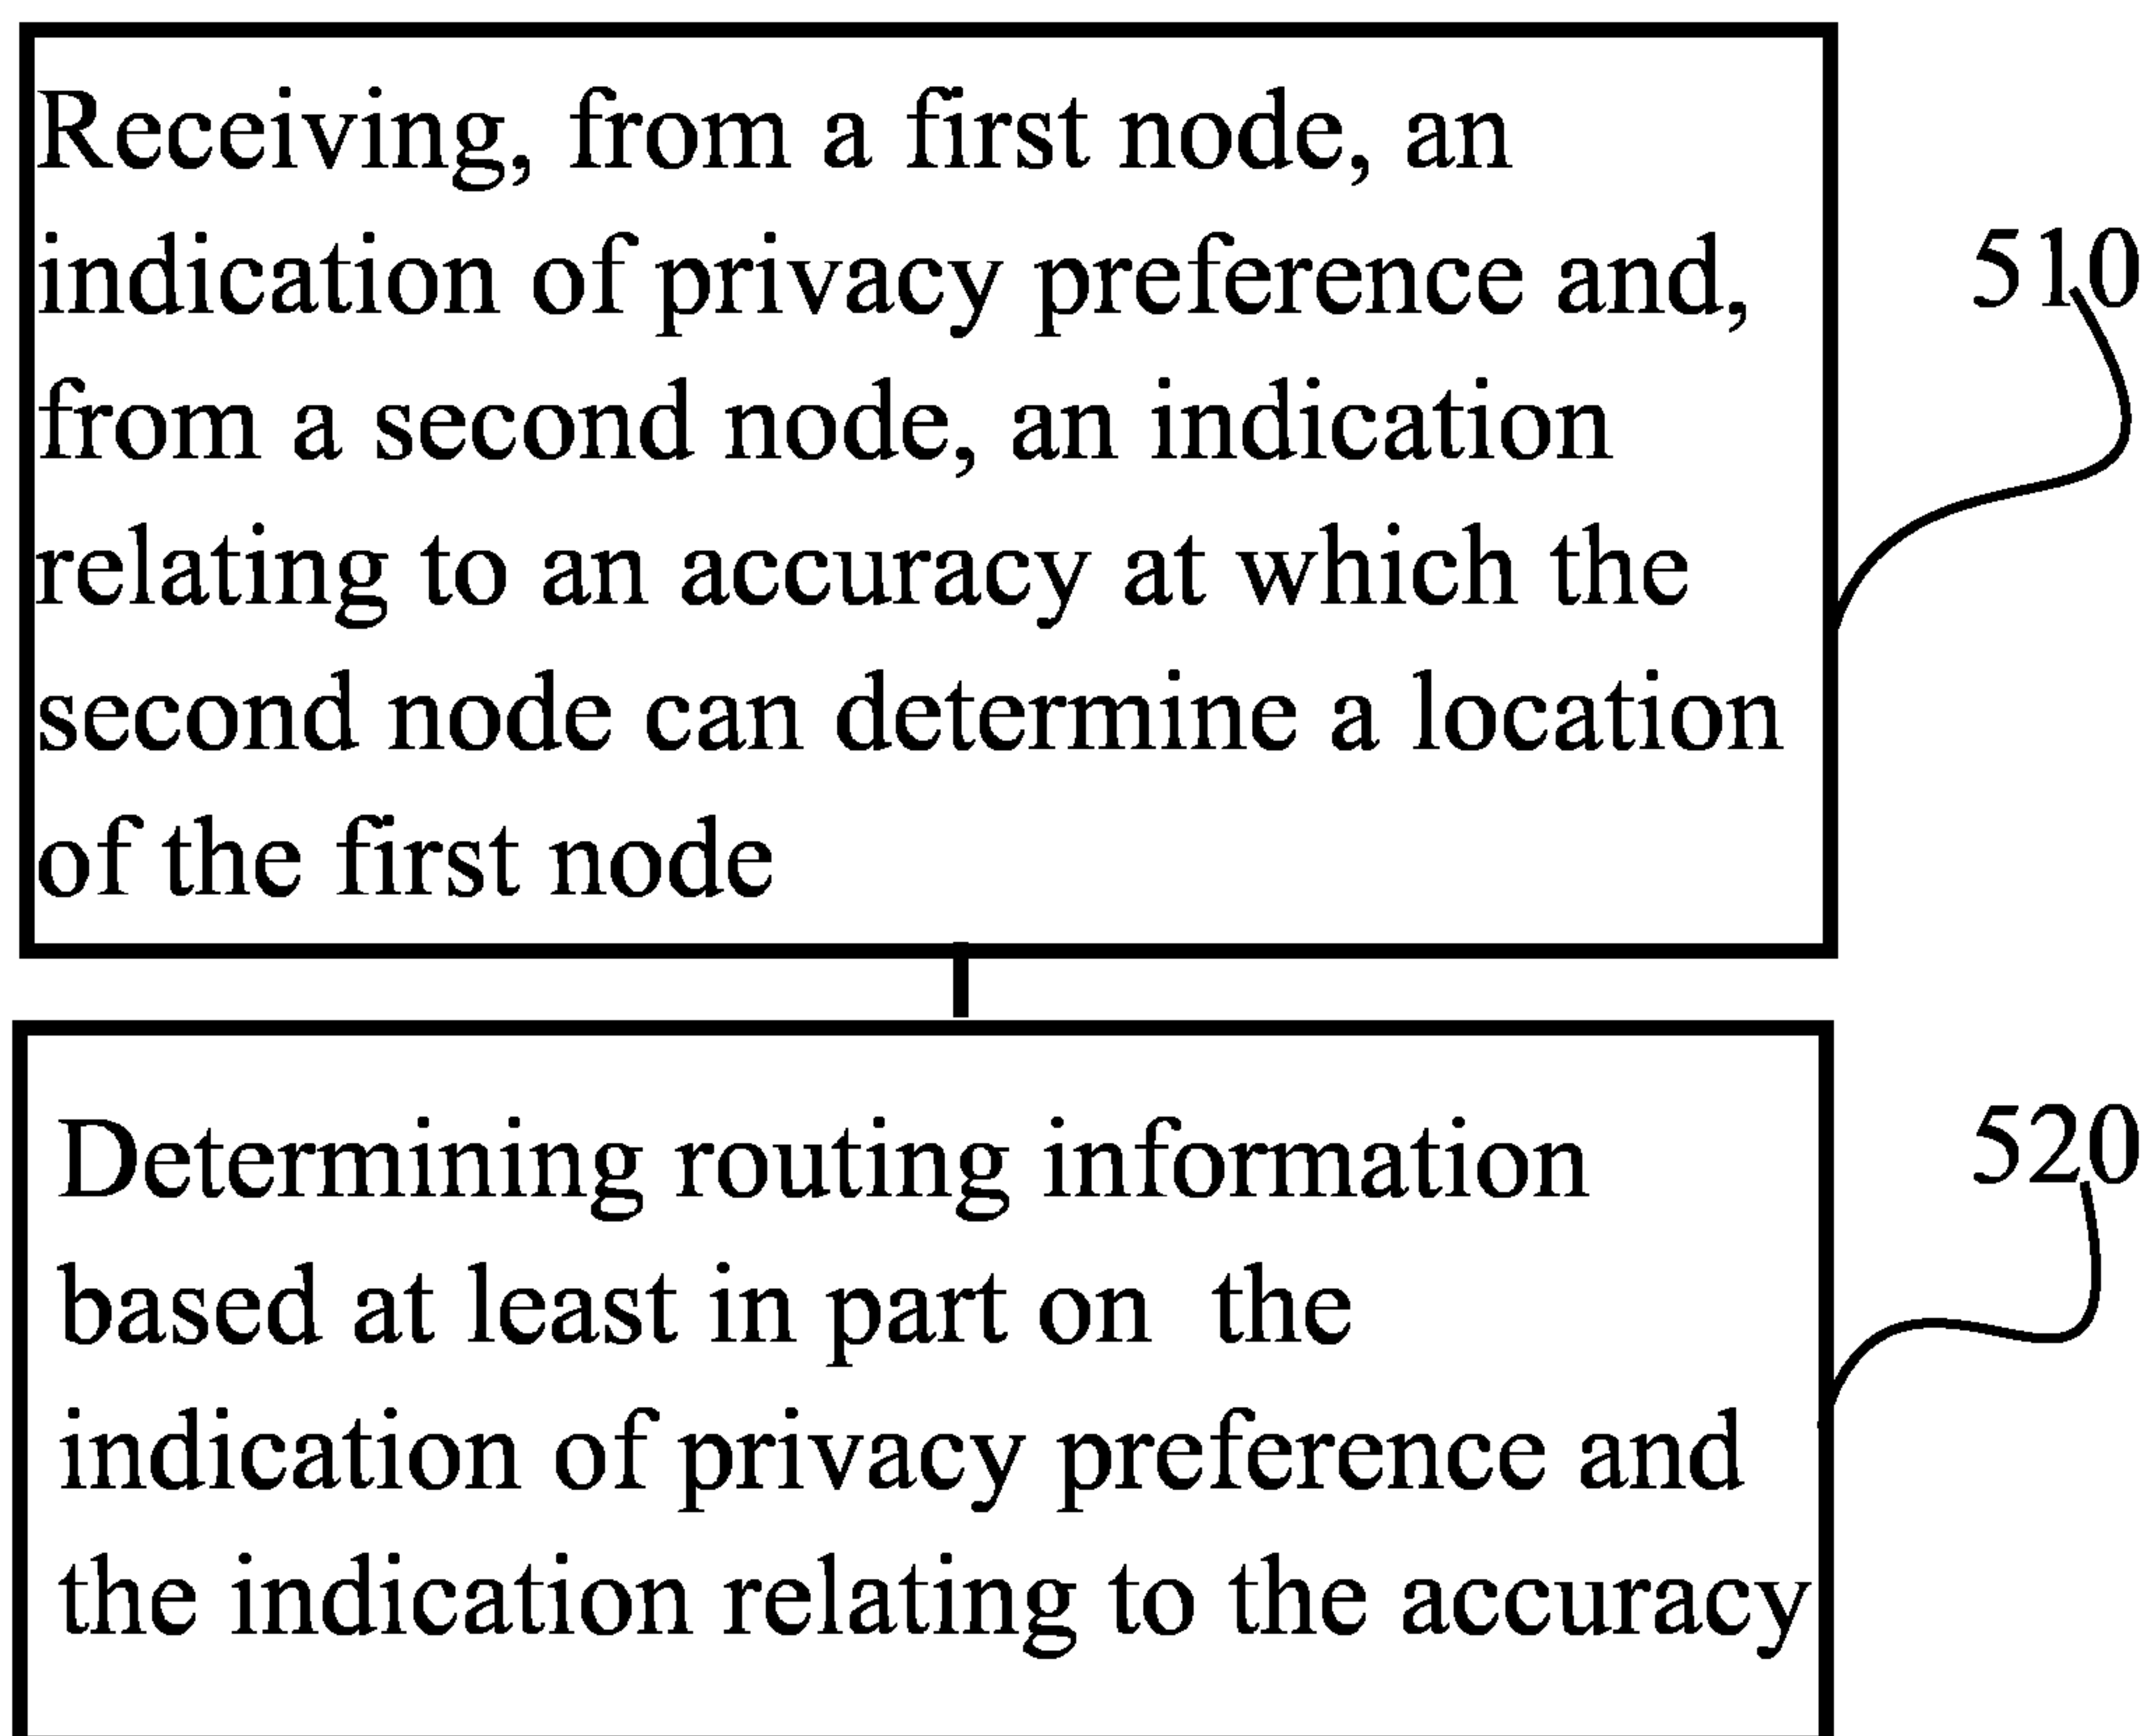 Receiving, from a first node, an
indication of privacy preference and,
from a second node, an indication
relating to an accuracy at which the
second node can determine a location
of the first node
510
Determining routing information
based at least in part on the
indication of privacy preference and
the indication relating to the accuracy
520